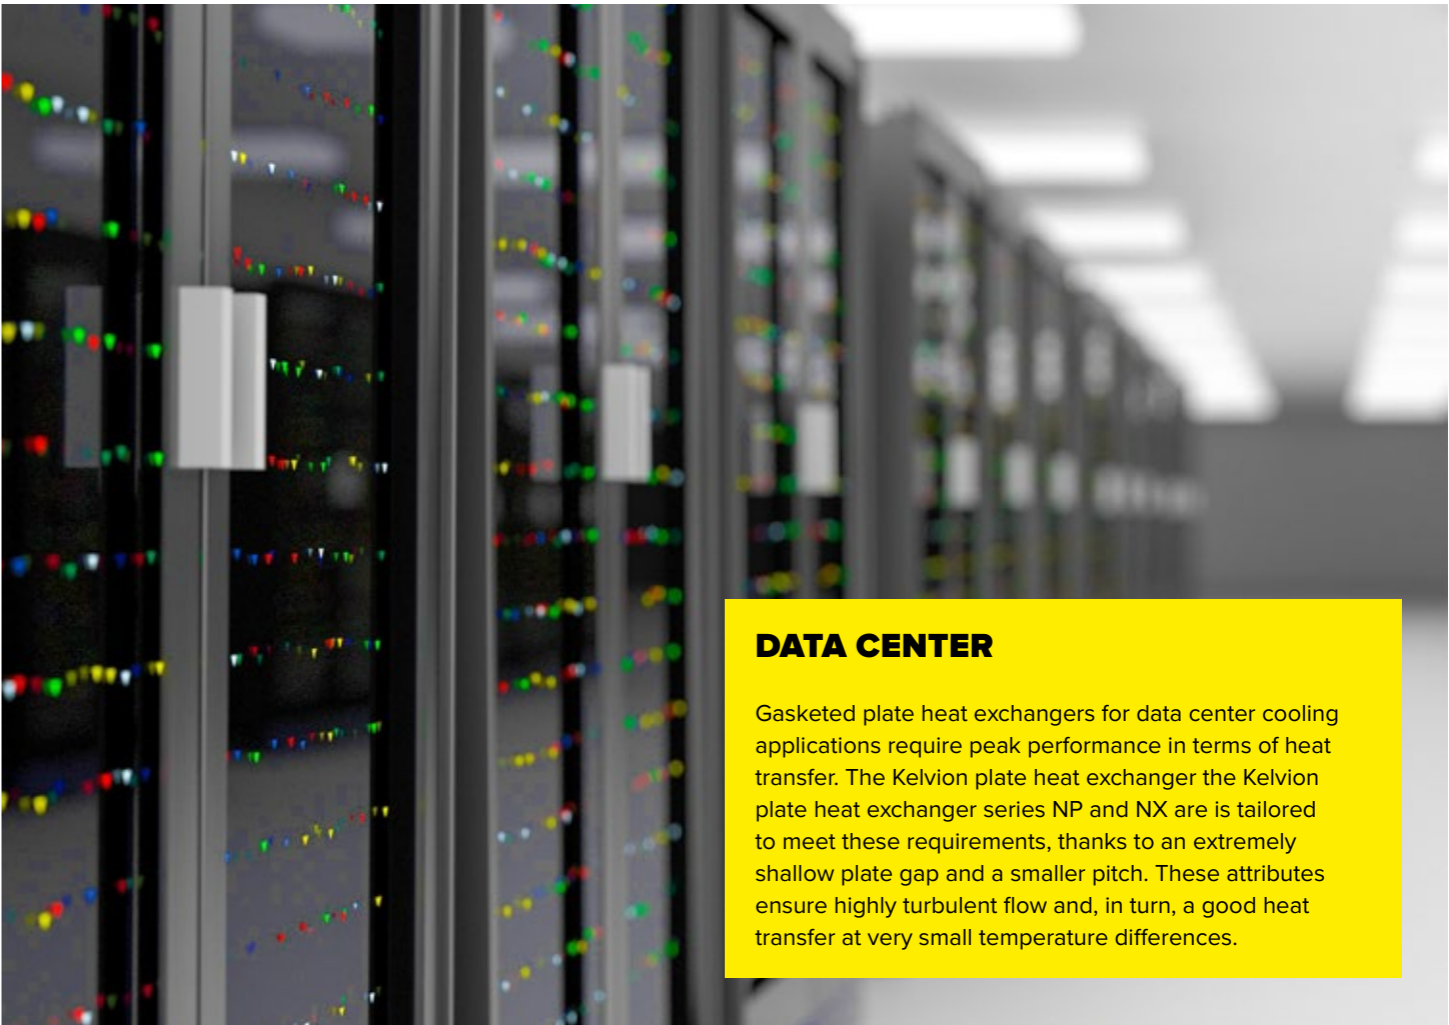 DATA CENTER
Gasketed plate heat exchangers for data center cooling
applications require peak performance in terms of heat
transfer. The Kelvion plate heat exchanger the Kelvion
plate heat exchanger series NP and NX are is tailored
to meet these requirements, thanks to an extremely
shallow plate gap and a smaller pitch. These attributes
ensure highly turbulent flow and, in turn, a good heat
transfer at very small temperature differences.